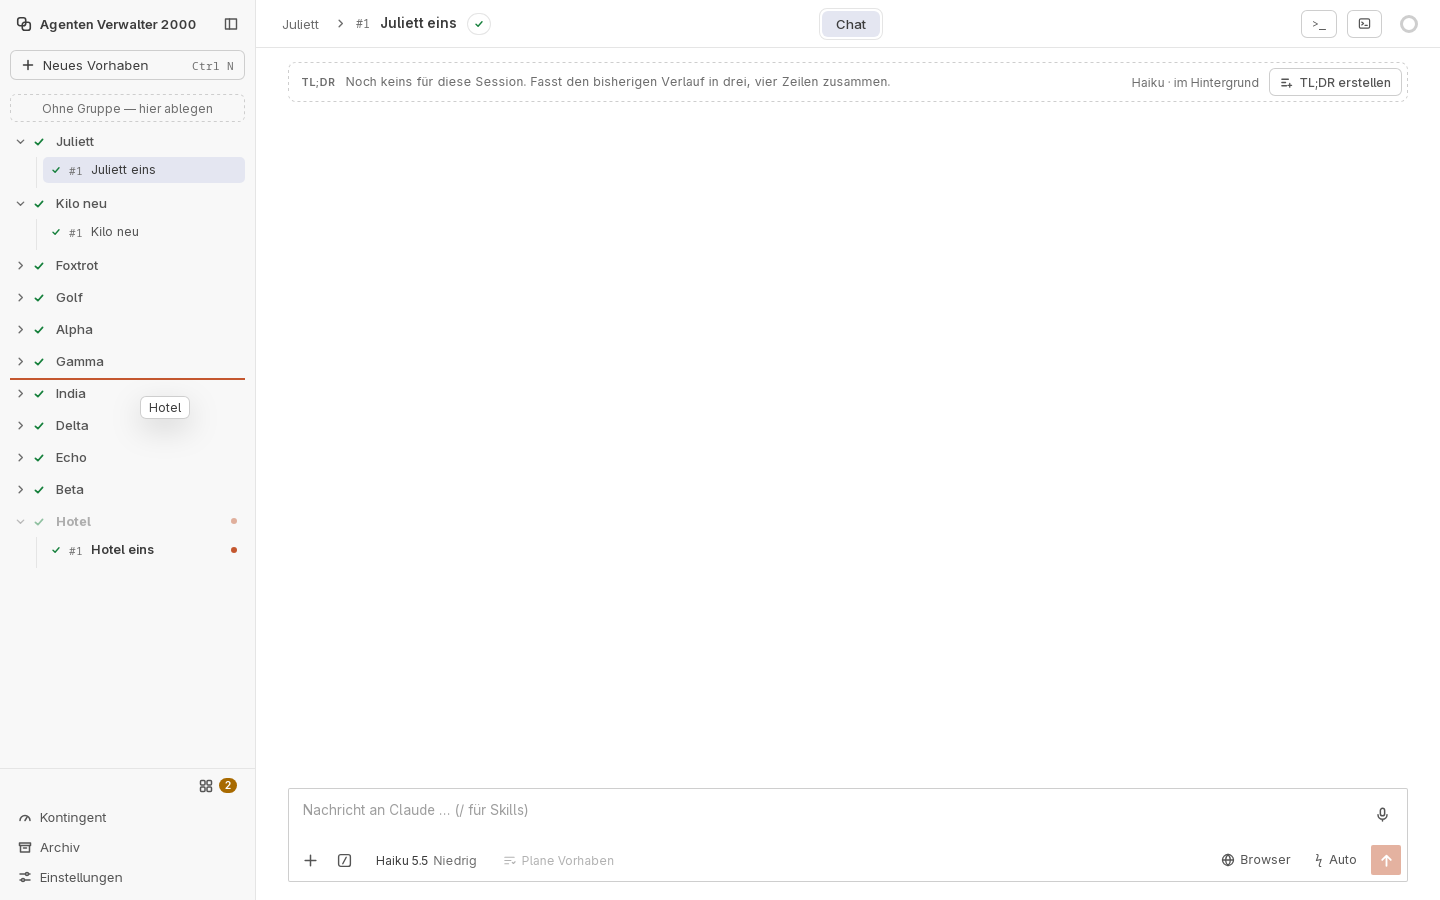 Agenten Verwalter 2000
Neues Vorhaben Ctrl N
Ohne Gruppe — hier ablegen
Juliett
#1 Juliett eins
Kilo neu
#1 Kilo neu
Foxtrot
Golf
Alpha
Gamma
India
Hotel
Delta
Echo
Beta
Hotel
#1 Hotel eins
2
Kontingent
Archiv
Einstellungen
Juliett #1 Juliett eins
Chat
>_
TL;DR Noch keins für diese Session. Fasst den bisherigen Verlauf in drei, vier Zeilen zusammen.
Haiku · im Hintergrund TL;DR erstellen
Nachricht an Claude … (/ für Skills)
Haiku 5.5 Niedrig Plane Vorhaben
Browser Auto